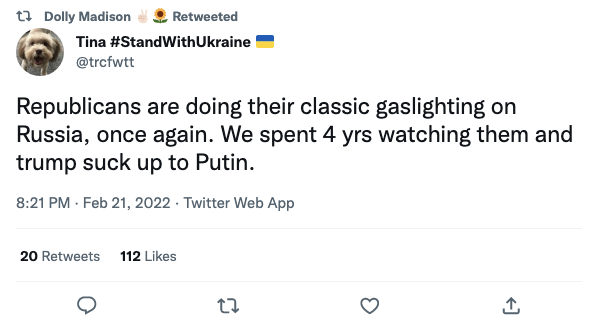 Dolly Madison ✌🏻 🌻 Retweeted
Tina #StandWithUkraine 🇺🇦
@trcfwtt
Republicans are doing their classic gaslighting on
Russia, once again. We spent 4 yrs watching them and
trump suck up to Putin.
8:21 PM · Feb 21, 2022 · Twitter Web App
20 Retweets 112 Likes